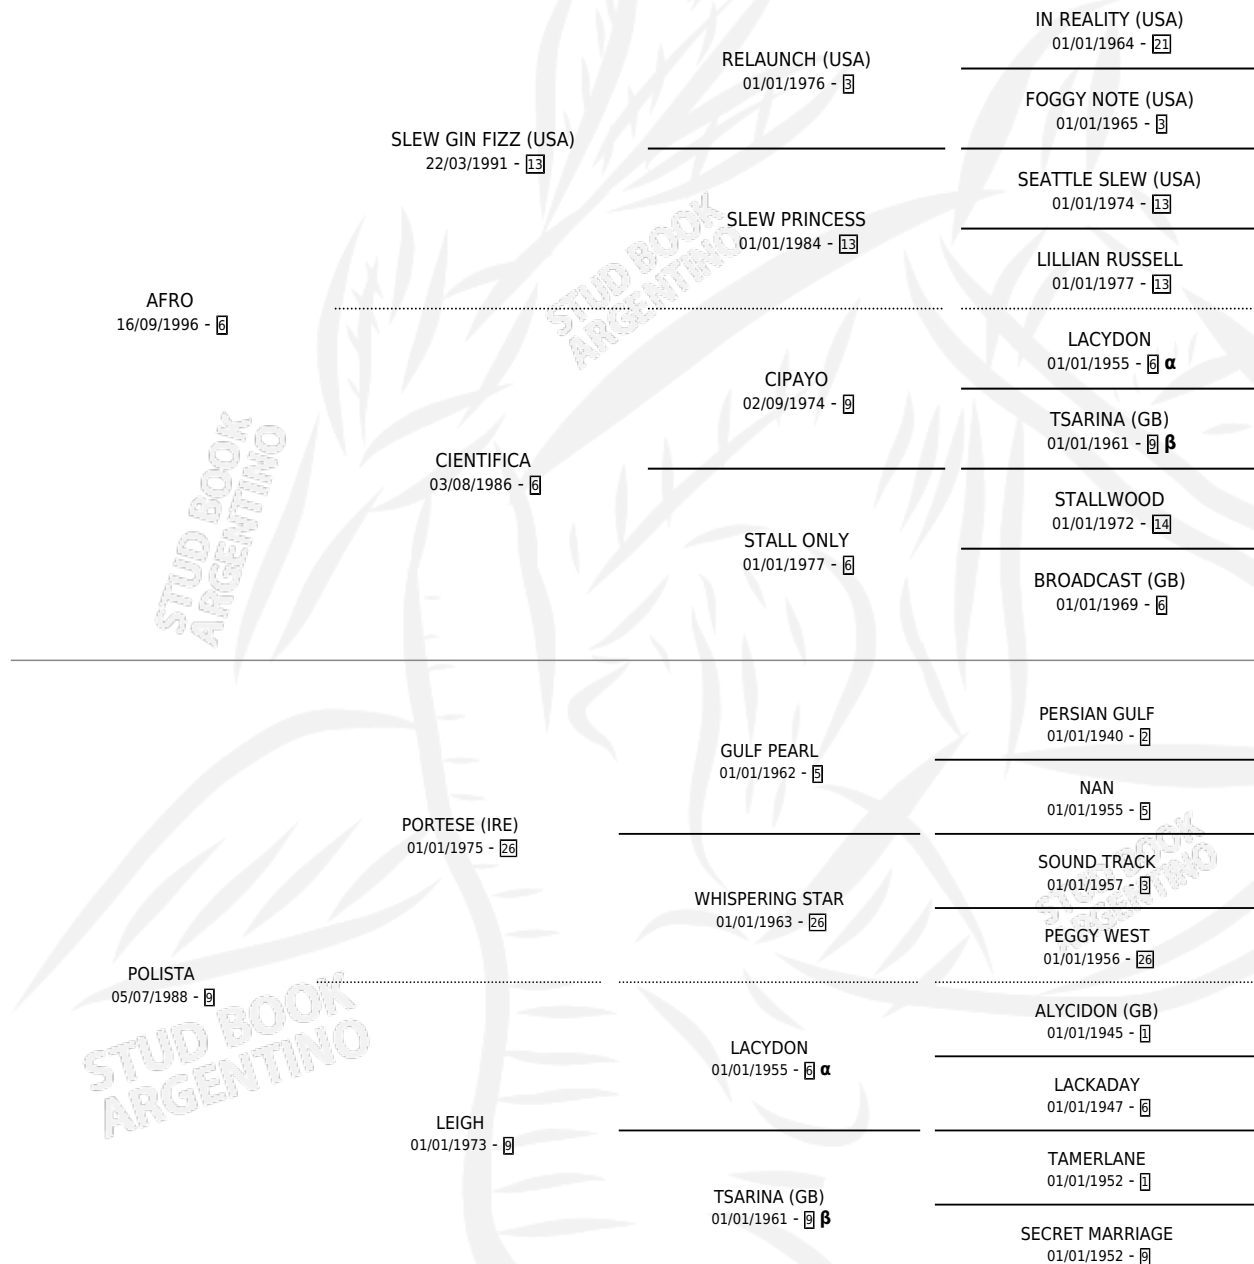 IN REALITY (USA)
01/01/1964 - 21
RELAUNCH (USA)
01/01/1976 - 3
FOGGY NOTE (USA)
01/01/1965 - 3
SLEW GIN FIZZ (USA)
22/03/1991 - 13
SEATTLE SLEW (USA)
01/01/1974 - 13
SLEW PRINCESS
01/01/1984 - 13
LILLIAN RUSSELL
01/01/1977 - 13
STUD BOOK
ARGENTINO
AFRO
16/09/1996 - 6
LACYDON
01/01/1955 - 6 α
CIPAYO
02/09/1974 - 9
TSARINA (GB)
01/01/1961 - 9 β
CIENTIFICA
03/08/1986 - 6
STALLWOOD
01/01/1972 - 14
STALL ONLY
01/01/1977 - 6
BROADCAST (GB)
01/01/1969 - 6
STUD BOOK
ARGENTINO
PERSIAN GULF
01/01/1940 - 2
GULF PEARL
01/01/1962 - 5
NAN
01/01/1955 - 5
PORTESE (IRE)
01/01/1975 - 26
SOUND TRACK
01/01/1957 - 3
WHISPERING STAR
01/01/1963 - 26
PEGGY WEST
01/01/1956 - 26
STUD BOOK
ARGENTINO
POLISTA
05/07/1988 - 9
ALYCIDON (GB)
01/01/1945 - 1
LACYDON
01/01/1955 - 6 α
LACKADAY
01/01/1947 - 6
STUD BOOK
ARGENTINO
LEIGH
01/01/1973 - 9
TAMERLANE
01/01/1952 - 1
TSARINA (GB)
01/01/1961 - 9 β
SECRET MARRIAGE
01/01/1952 - 9